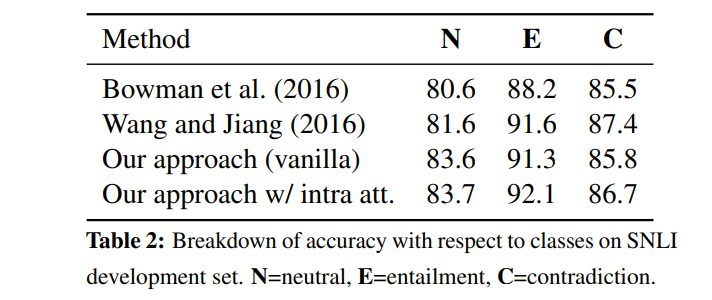 Method N E C
Bowman et al. (2016) 80.6 88.2 85.5
Wang and Jiang (2016) 81.6 91.6 87.4
Our approach (vanilla) 83.6 91.3 85.8
Our approach w/ intra att. 83.7 92.1 86.7
Table 2: Breakdown of accuracy with respect to classes on SNLI
development set. N=neutral, E=entailment, C=contradiction.